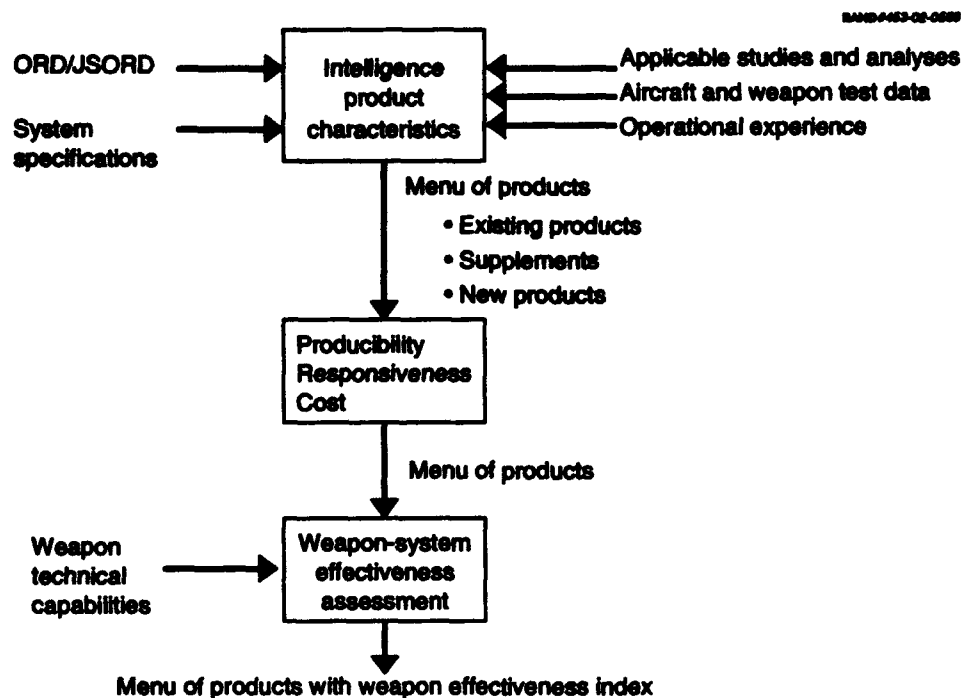 ORD/JSORD
System
specifications
Intelligence
product
characteristics
Applicable studies and analyses
Aircraft and weapon test data
Operational experience
Menu of products
• Existing products
• Supplements
• New products
Producibility
Responsiveness
Cost
Menu of products
Weapon
technical
capabilities
Weapon-system
effectiveness
assessment
Menu of products with weapon effectiveness index